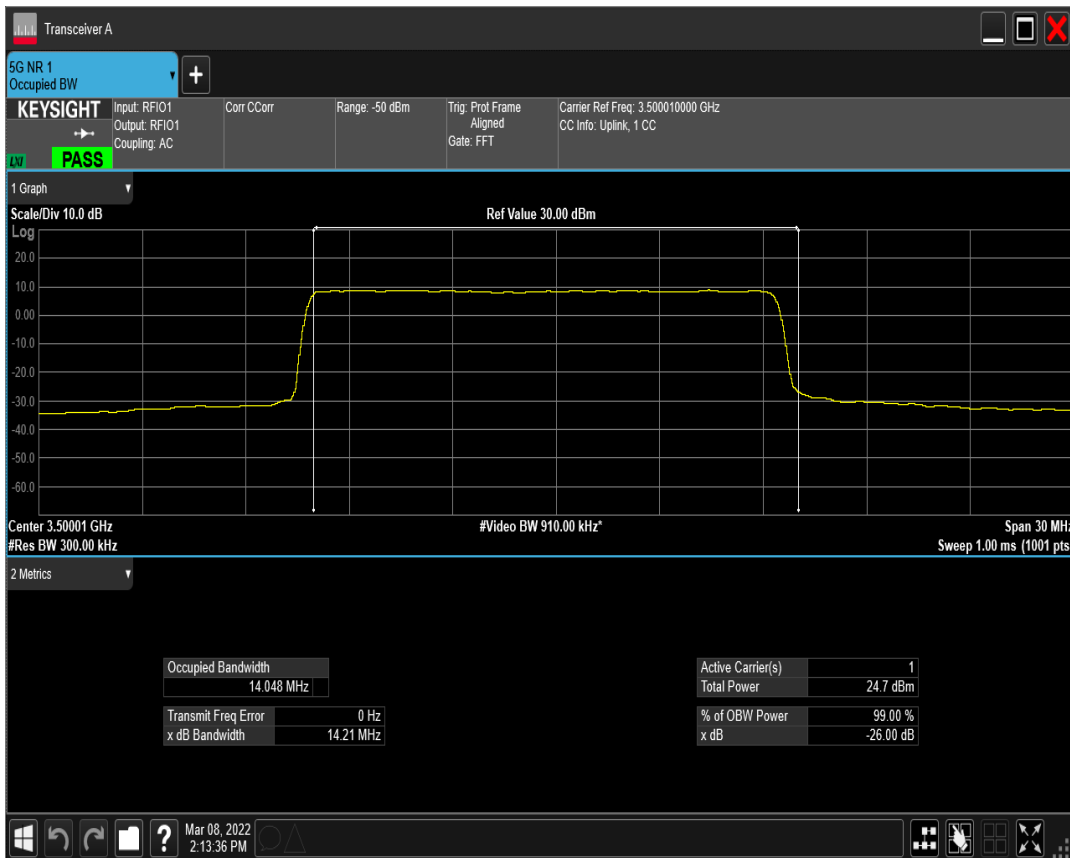 Transceiver A
5G NR 1
Occupied BW
KEYSIGHT
LXI
PASS
Input: RFIO1
Output: RFIO1
Coupling: AC
Corr CCorr
Range: -50 dBm
Trig: Prot Frame
Aligned
Gate: FFT
Carrier Ref Freq: 3.500010000 GHz
CC Info: Uplink, 1 CC
1 Graph
Scale/Div 10.0 dB
Ref Value 30.00 dBm
Log
20.0
10.0
0.00
-10.0
-20.0
-30.0
-40.0
-50.0
-60.0
Center 3.50001 GHz
#Video BW 910.00 kHz*
Span 30 MHz
#Res BW 300.00 kHz
Sweep 1.00 ms (1001 pts
2 Metrics
Occupied Bandwidth
14.048 MHz
Transmit Freq Error 0 Hz
x dB Bandwidth 14.21 MHz
Active Carrier(s) 1
Total Power 24.7 dBm
% of OBW Power 99.00 %
x dB -26.00 dB
?
Mar 08, 2022
2:13:36 PM